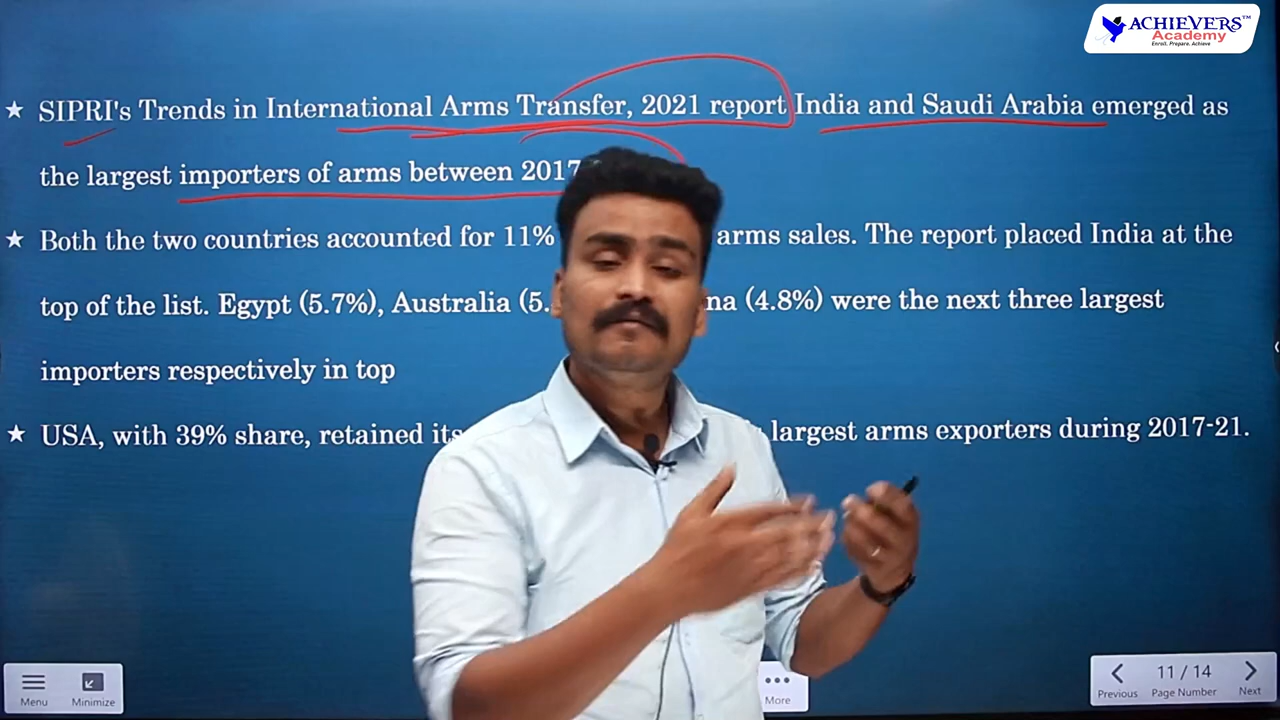 ACHIEVERS™
Academy
Enroll. Prepare. Achieve
★ SIPRI's Trends in International Arms Transfer, 2021 report India and Saudi Arabia emerged as
the largest importers of arms between 2017
★ Both the two countries accounted for 11% arms sales. The report placed India at the
top of the list. Egypt (5.7%), Australia (5. na (4.8%) were the next three largest
importers respectively in top
★ USA, with 39% share, retained its largest arms exporters during 2017-21.
Menu Minimize More Previous 11 / 14 Page Number Next